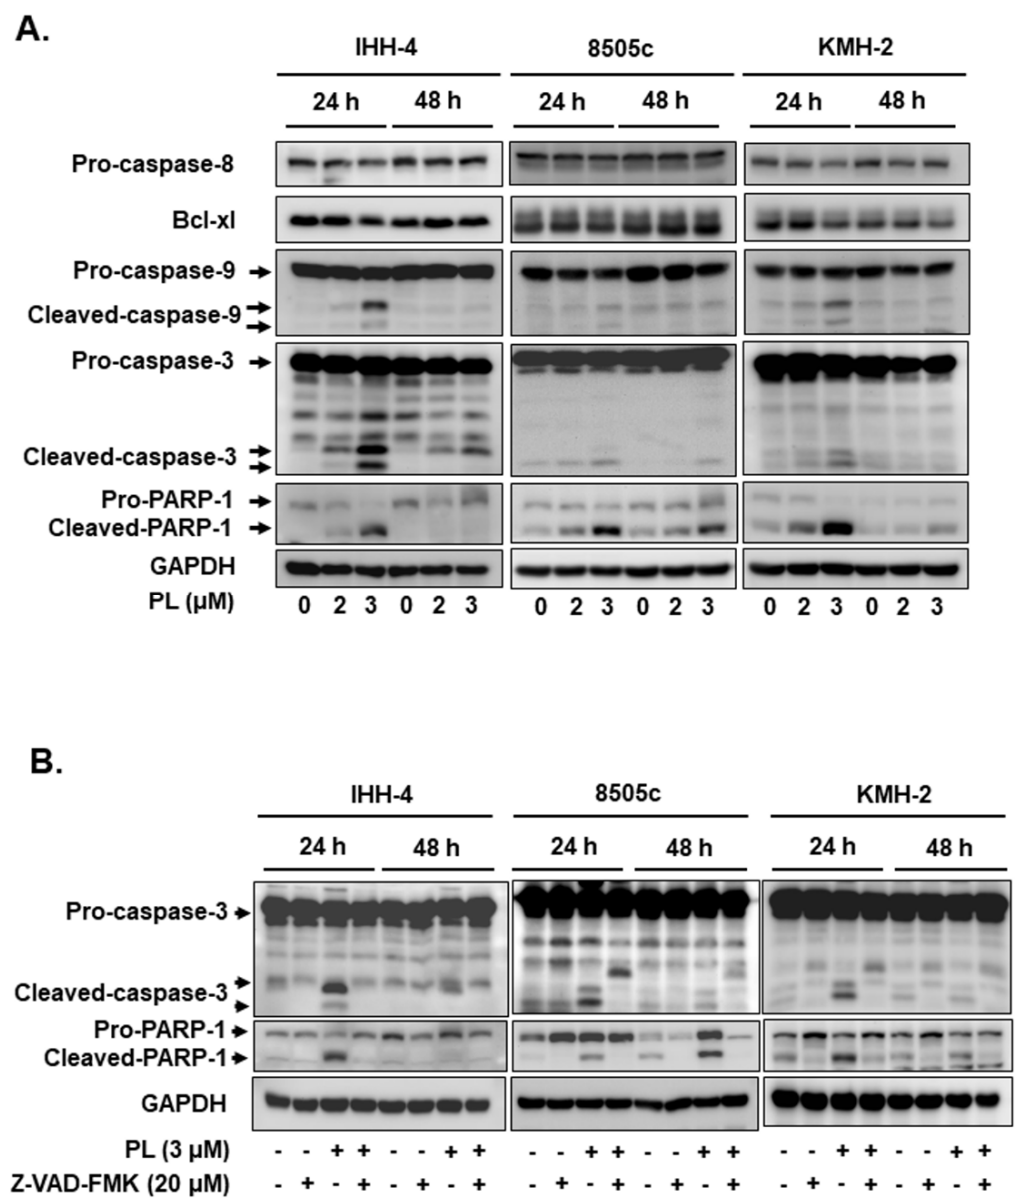 A.
IHH-4 8505c KMH-2
24 h 48 h 24 h 48 h 24 h 48 h
Pro-caspase-8
Bcl-xl
Pro-caspase-9
Cleaved-caspase-9
Pro-caspase-3
Cleaved-caspase-3
Pro-PARP-1
Cleaved-PARP-1
GAPDH
PL (µM) 0 2 3 0 2 3 0 2 3 0 2 3 0 2 3 0 2 3
B.
IHH-4 8505c KMH-2
24 h 48 h 24 h 48 h 24 h 48 h
Pro-caspase-3
Cleaved-caspase-3
Pro-PARP-1
Cleaved-PARP-1
GAPDH
PL (3 µM) - - + + - - + + - - + + - - + + - - + + - - + +
Z-VAD-FMK (20 µM) - + - + - + - + - + - + - + - + - + - + - + - +